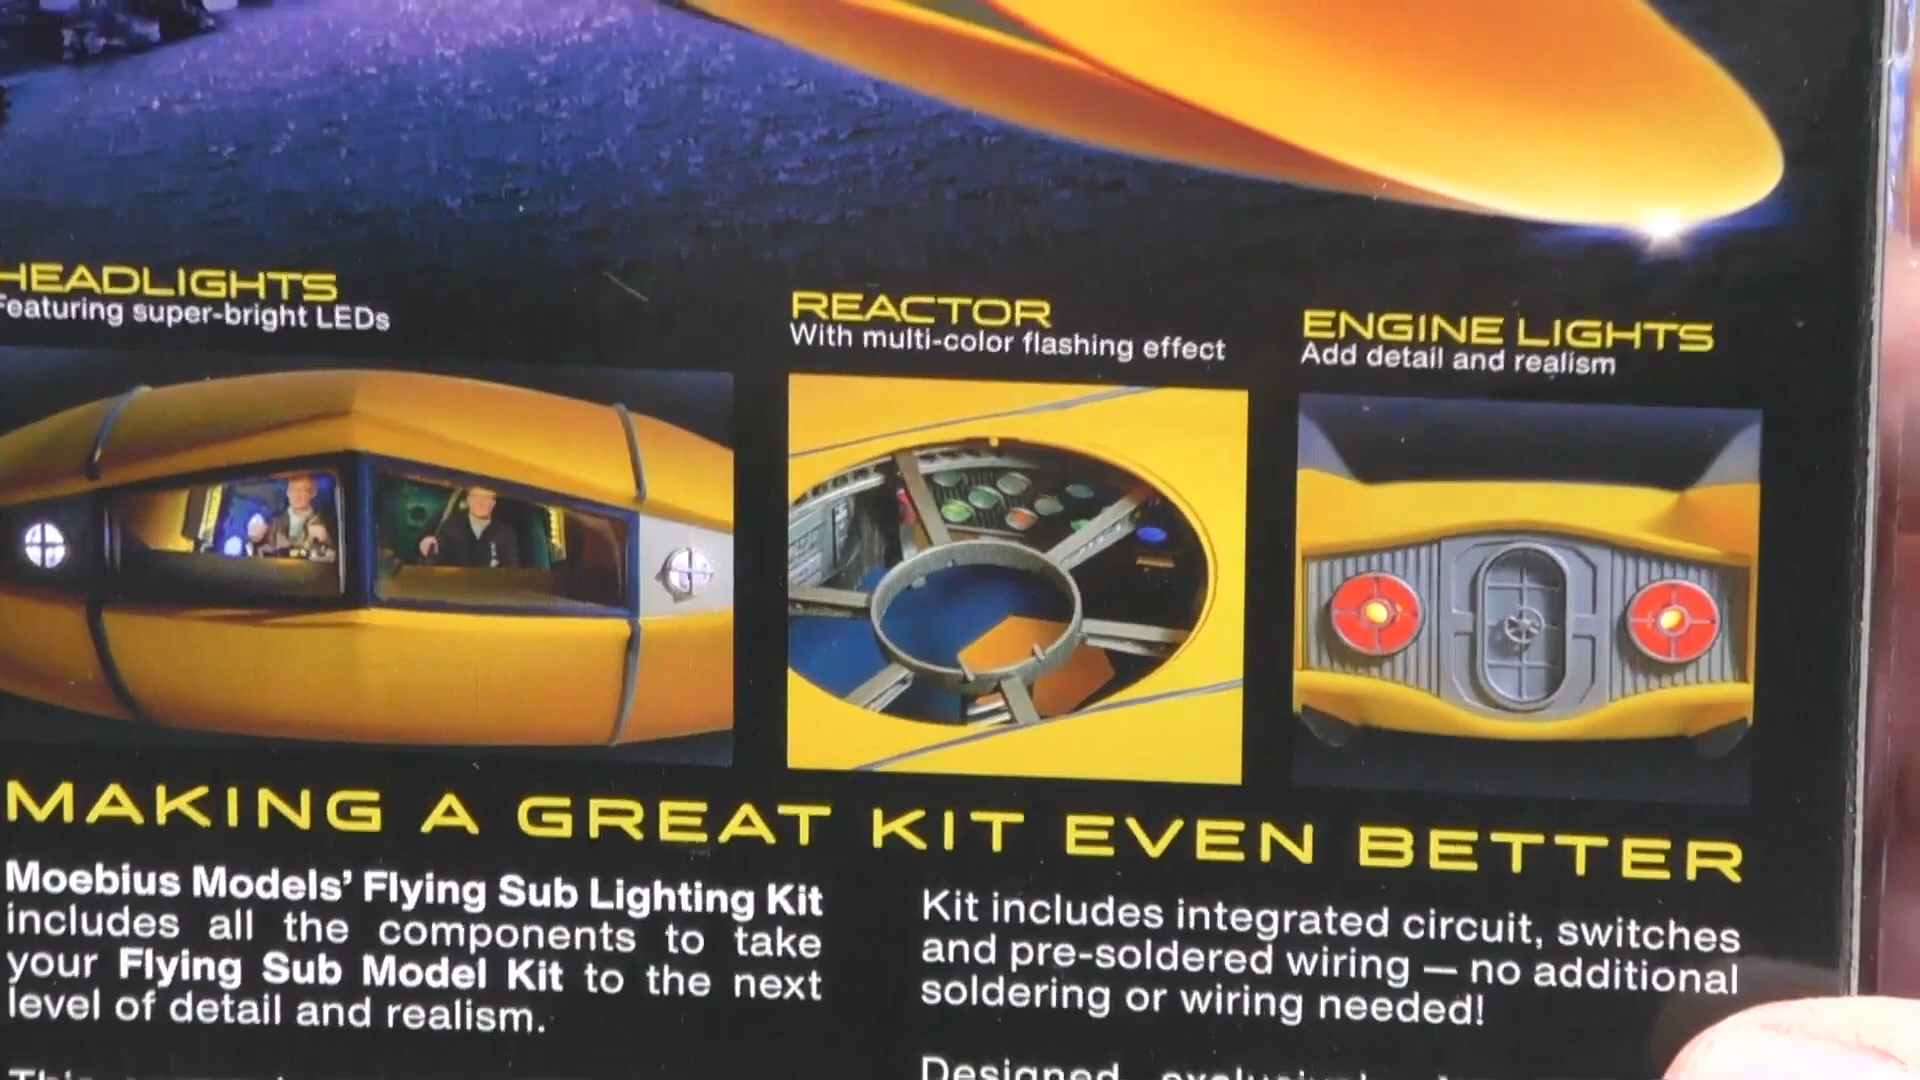 HEADLIGHTS
Featuring super-bright LEDs
REACTOR
With multi-color flashing effect
ENGINE LIGHTS
Add detail and realism
MAKING A GREAT KIT EVEN BETTER
Moebius Models' Flying Sub Lighting Kit
includes all the components to take
your Flying Sub Model Kit to the next
level of detail and realism.
Kit includes integrated circuit, switches
and pre-soldered wiring — no additional
soldering or wiring needed!
Designed